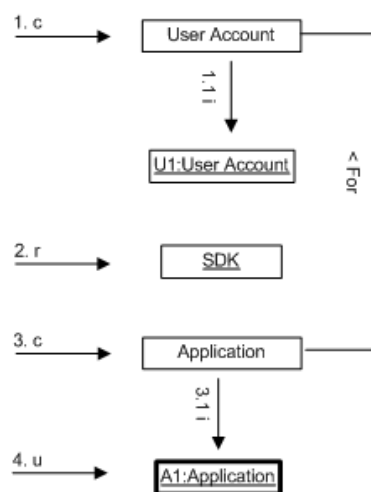 1. c
User Account
1.1 i
U1:User Account
< For
2. r
SDK
3. c
Application
3.1 i
4. u
A1:Application